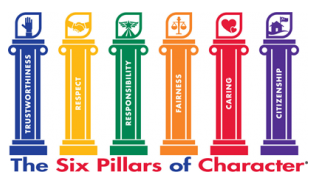 TRUSTWORTHINESS
RESPECT
RESPONSIBILITY
FAIRNESS
CARING
CITIZENSHIP
The Six Pillars of Character